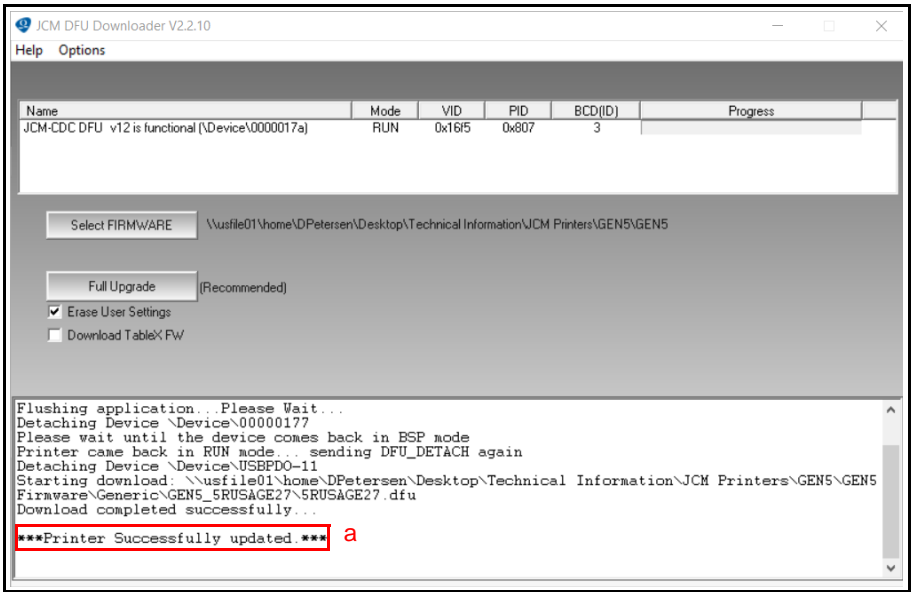 JCM DFU Downloader V2.2.10
Help Options
Name Mode VID PID BCD(ID) Progress
JCM-CDC DFU v12 is functional (\Device\0000017a) RUN 0x16f5 0x807 3
Select FIRMWARE \\usfile01\home\DPetersen\Desktop\Technical Information\JCM Printers\GEN5\GEN5
Full Upgrade (Recommended)
Erase User Settings
Download TableX FW
Flushing application...Please Wait...
Detaching Device \Device\00000177
Please wait until the device comes back in BSP mode
Printer came back in RUN mode... sending DFU_DETACH again
Detaching Device \Device\USBPDO-11
Starting download: \\usfile01\home\DPetersen\Desktop\Technical Information\JCM Printers\GEN5\GEN5
Firmware\Generic\GEN5_5RUSAGE27\5RUSAGE27.dfu
Download completed successfully...
***Printer Successfully updated.*** a